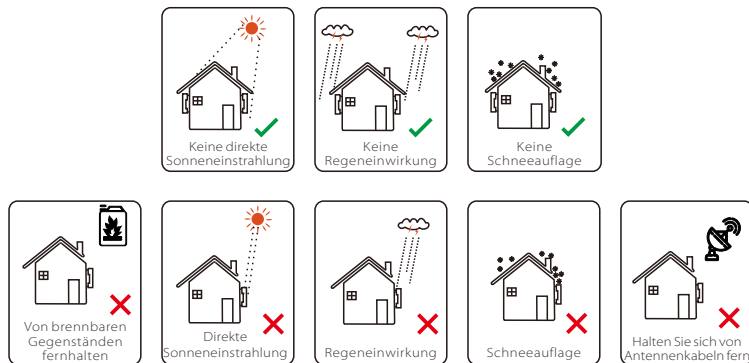 Keine direkte
Sonneneinstrahlung
Keine
Regeneinwirkung
Keine
Schneeauflage
Von brennbaren
Gegenständen
fernhalten
Direkte
Sonneneinstrahlung
Regeneinwirkung
Schneeauflage
Halten Sie sich von
Antennenkabeln fern